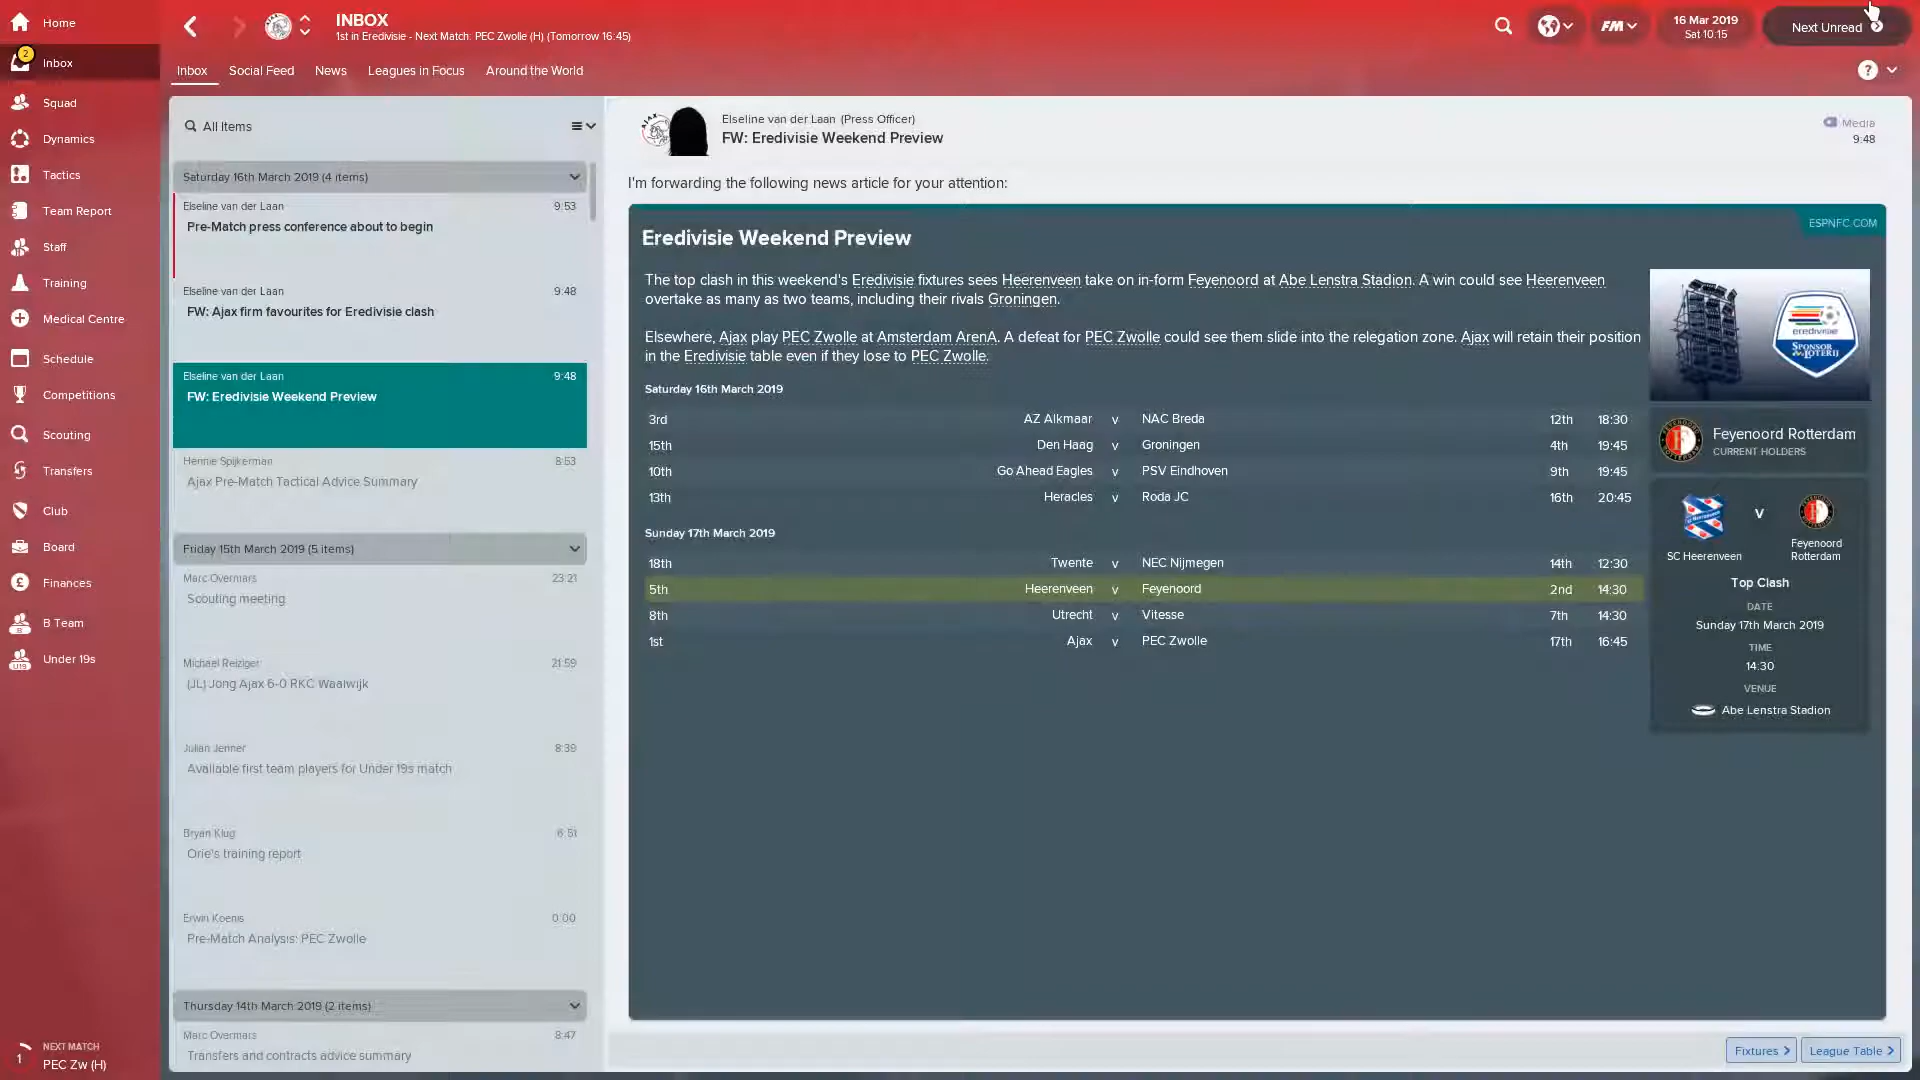 Home
2
Inbox
Squad
Dynamics
Tactics
Team Report
Staff
Training
Medical Centre
Schedule
Competitions
Scouting
Transfers
Club
Board
Finances
B Team
Under 19s
1
NEXT MATCH
PEC Zw (H)
INBOX
1st in Eredivisie - Next Match: PEC Zwolle (H) (Tomorrow 16:45)
FM
16 Mar 2019
Sat 10:15
Next Unread
Inbox Social Feed News Leagues in Focus Around the World
?
All Items
Saturday 16th March 2019 (4 items)
Elseline van der Laan 9:53
Pre-Match press conference about to begin
Elseline van der Laan 9:48
FW: Ajax firm favourites for Eredivisie clash
Elseline van der Laan 9:48
FW: Eredivisie Weekend Preview
Hennie Spijkerman 8:53
Ajax Pre-Match Tactical Advice Summary
Friday 15th March 2019 (5 items)
Marc Overmars 23:21
Scouting meeting
Michael Reiziger 21:59
(JL) Jong Ajax 6-0 RKC Waalwijk
Julian Jenner 8:39
Available first team players for Under 19s match
Bryan Klug 6:51
Orie's training report
Erwin Koenis 0:00
Pre-Match Analysis: PEC Zwolle
Thursday 14th March 2019 (2 items)
Marc Overmars 8:47
Transfers and contracts advice summary
AJAX
Elseline van der Laan (Press Officer)
FW: Eredivisie Weekend Preview
Media
9:48
I'm forwarding the following news article for your attention:
ESPNFC.COM
Eredivisie Weekend Preview
The top clash in this weekend's Eredivisie fixtures sees Heerenveen take on in-form Feyenoord at Abe Lenstra Stadion. A win could see Heerenveen
overtake as many as two teams, including their rivals Groningen.
Elsewhere, Ajax play PEC Zwolle at Amsterdam ArenA. A defeat for PEC Zwolle could see them slide into the relegation zone. Ajax will retain their position
in the Eredivisie table even if they lose to PEC Zwolle.
Saturday 16th March 2019
3rd AZ Alkmaar v NAC Breda 12th 18:30
15th Den Haag v Groningen 4th 19:45
10th Go Ahead Eagles v PSV Eindhoven 9th 19:45
13th Heracles v Roda JC 16th 20:45
Sunday 17th March 2019
18th Twente v NEC Nijmegen 14th 12:30
5th Heerenveen v Feyenoord 2nd 14:30
8th Utrecht v Vitesse 7th 14:30
1st Ajax v PEC Zwolle 17th 16:45
eredivisie
SPONSOR
LOTERIJ
Feyenoord Rotterdam
CURRENT HOLDERS
v
SC Heerenveen
Feyenoord
Rotterdam
Top Clash
DATE
Sunday 17th March 2019
TIME
14:30
VENUE
Abe Lenstra Stadion
Fixtures
League Table